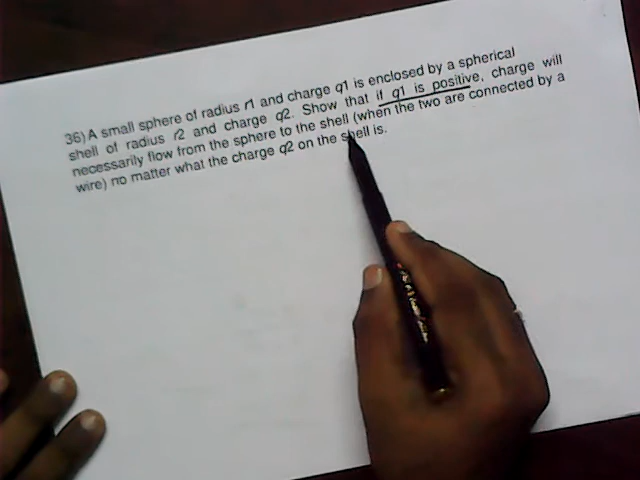 36) A small sphere of radius r1 and charge q1 is enclosed by a spherical
shell of radius r2 and charge q2. Show that if q1 is positive, charge will
necessarily flow from the sphere to the shell (when the two are connected by a
wire) no matter what the charge q2 on the shell is.